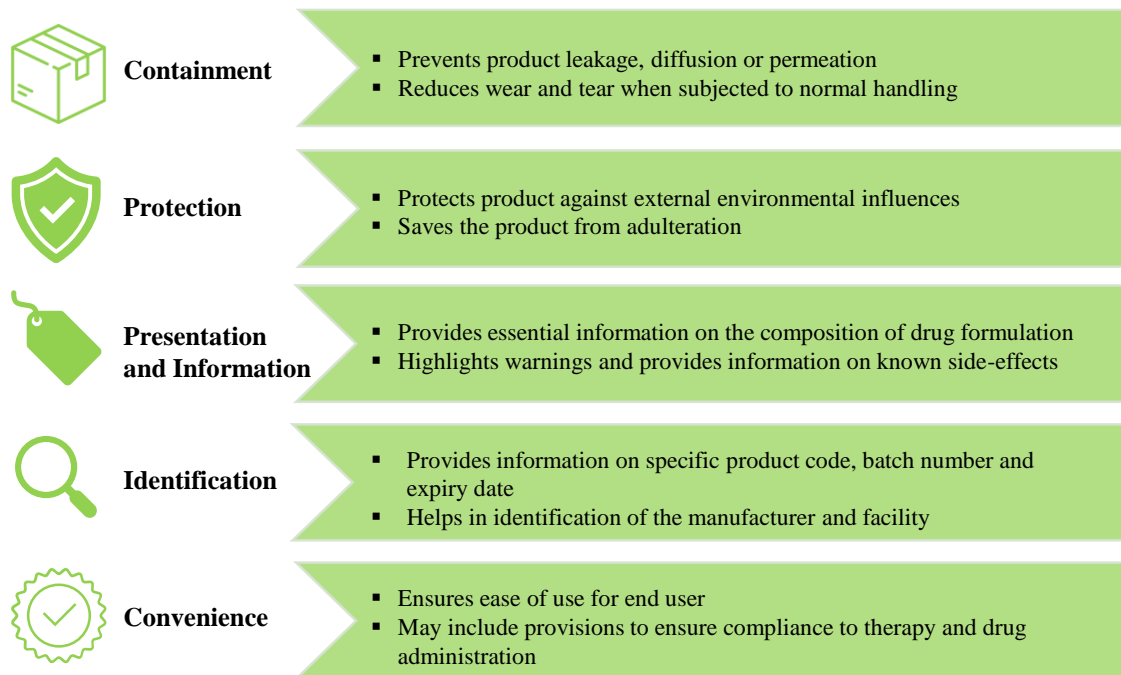 Containment
▪ Prevents product leakage, diffusion or permeation
▪ Reduces wear and tear when subjected to normal handling
Protection
▪ Protects product against external environmental influences
▪ Saves the product from adulteration
Presentation
and Information
▪ Provides essential information on the composition of drug formulation
▪ Highlights warnings and provides information on known side-effects
Identification
▪ Provides information on specific product code, batch number and
expiry date
▪ Helps in identification of the manufacturer and facility
Convenience
▪ Ensures ease of use for end user
▪ May include provisions to ensure compliance to therapy and drug
administration